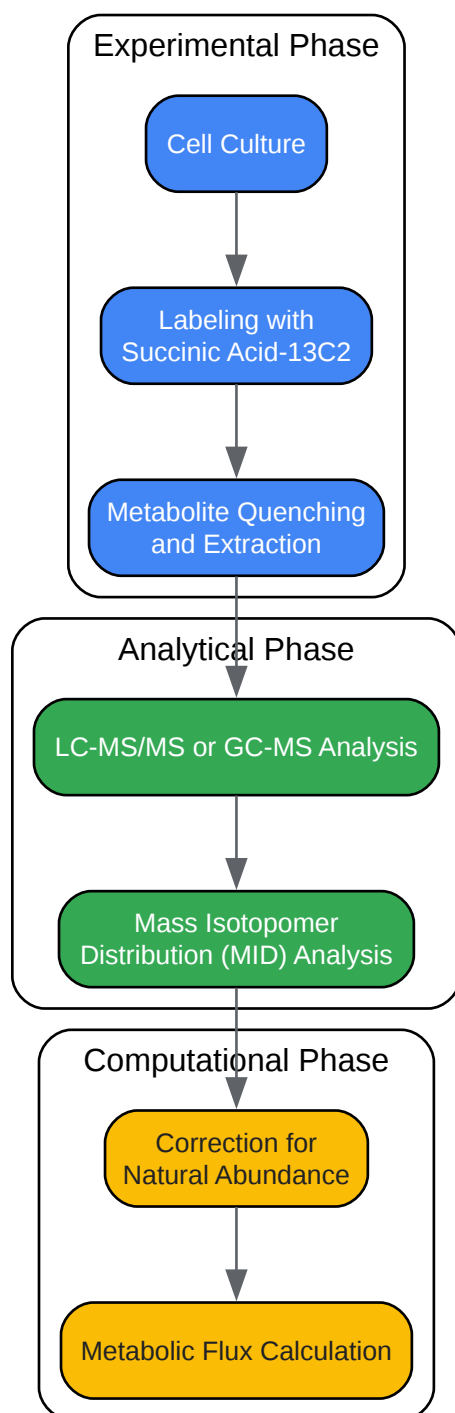 Experimental Phase
Cell Culture
Labeling with
Succinic Acid-13C2
Metabolite Quenching
and Extraction
Analytical Phase
LC-MS/MS or GC-MS Analysis
Mass Isotopomer
Distribution (MID) Analysis
Computational Phase
Correction for
Natural Abundance
Metabolic Flux Calculation